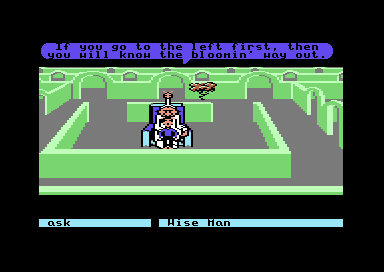 If you go to the left first, then
you will know the bloomin' way out.
ask
Wise Man